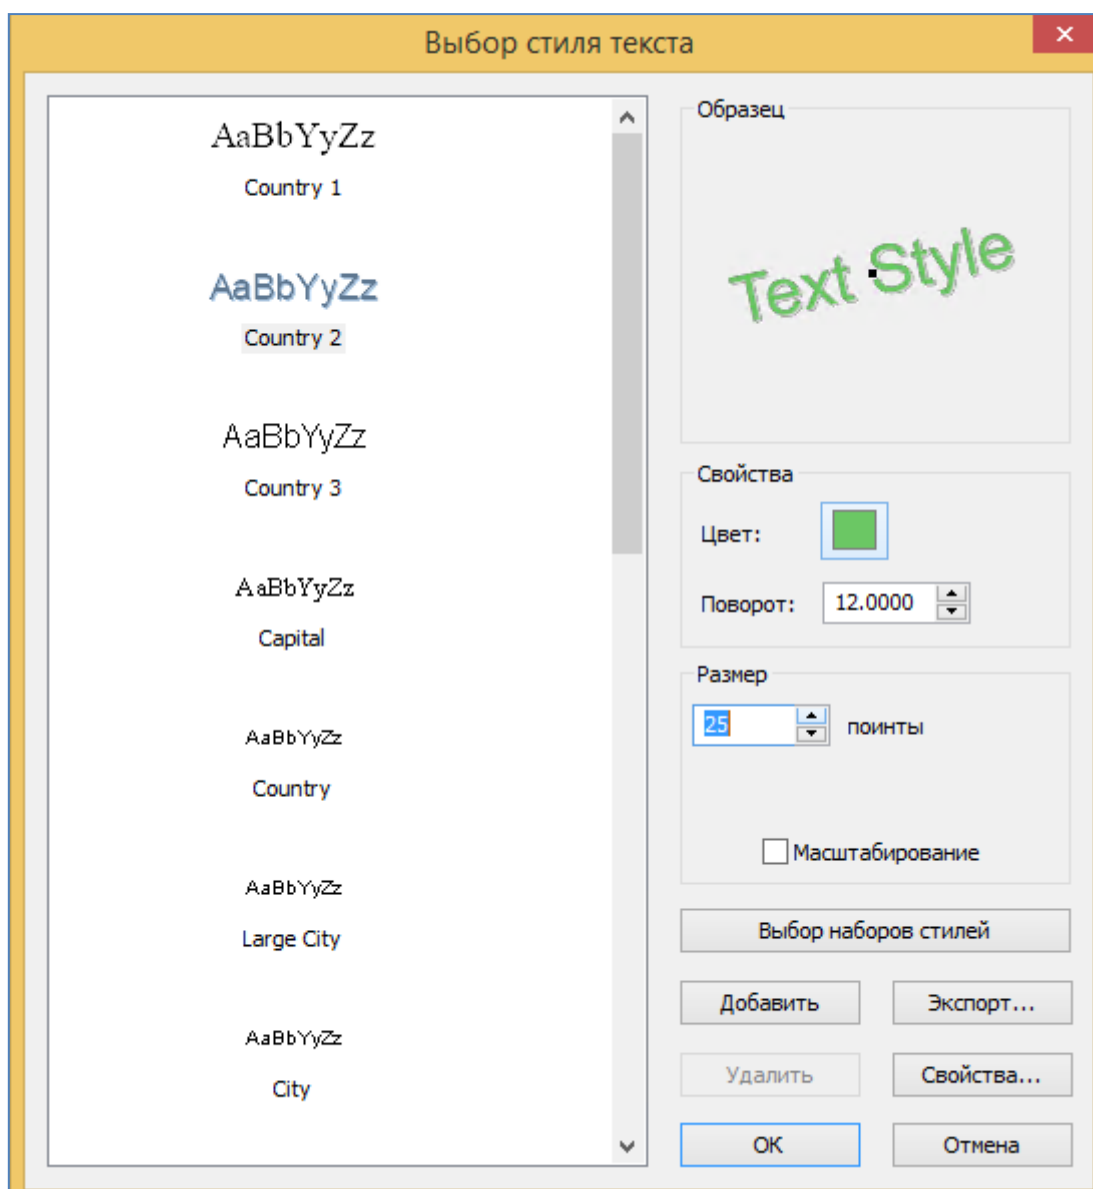 Выбор стиля текста
AaBbYyZz
Country 1
AaBbYyZz
Country 2
AaBbYyZz
Country 3
AaBbYyZz
Capital
AaBbYyZz
Country
AaBbYyZz
Large City
AaBbYyZz
City
Образец
Text Style
Свойства
Цвет:
Поворот: 12.0000
Размер
25 поинты
Масштабирование
Выбор наборов стилей
Добавить Экспорт...
Удалить Свойства...
ОК Отмена